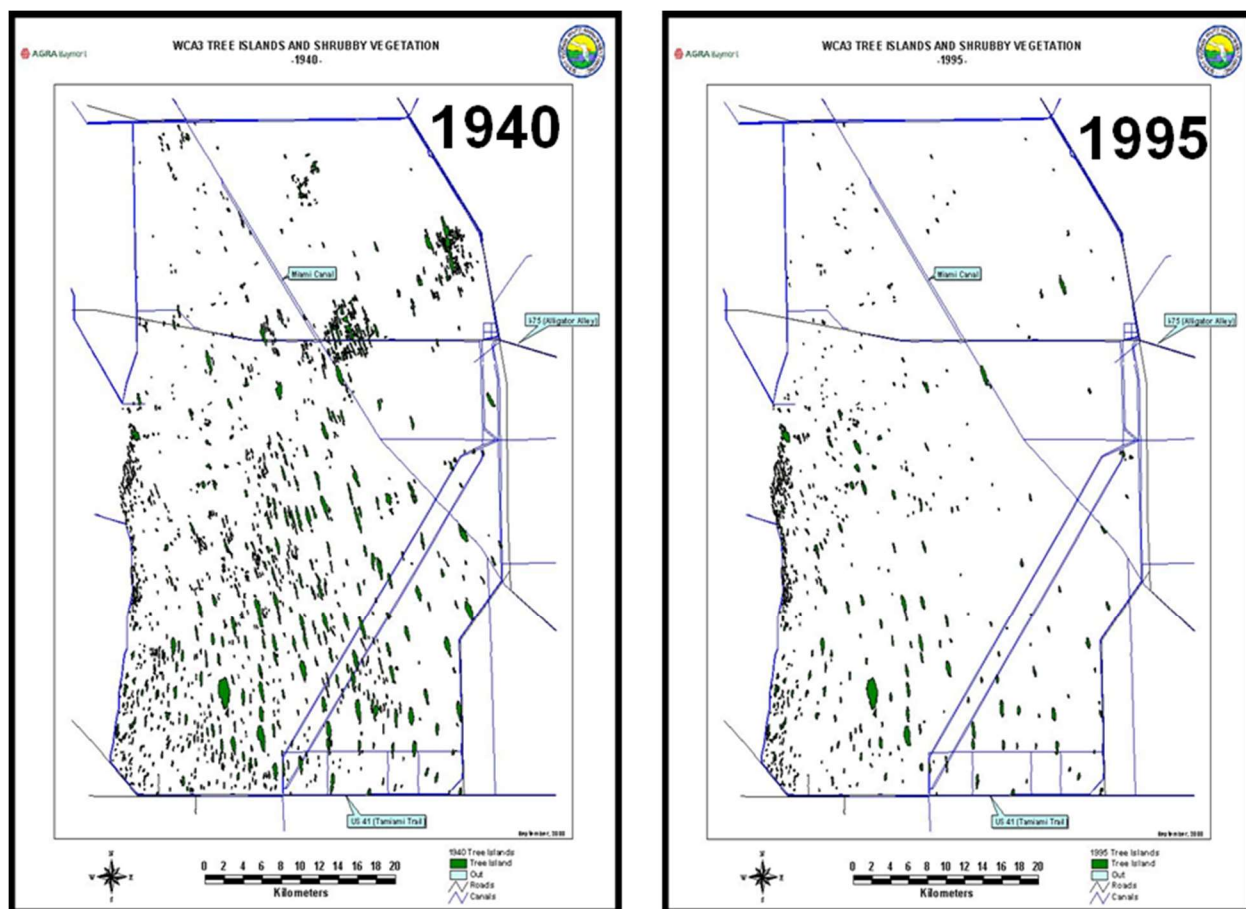 AGRA Baymont
WCA3 TREE ISLANDS AND SHRUBBY VEGETATION
-1940-
1940
Miami Canal
I-75 (Alligator Alley)
US 41 (Tamiami Trail)
September, 2000
0 2 4 6 8 10 12 14 16 18 20
Kilometers
N
W
E
S
1940 Tree Islands
Tree Island
Out
Roads
Canals
AGRA Baymont
WCA3 TREE ISLANDS AND SHRUBBY VEGETATION
-1995-
1995
Miami Canal
I-75 (Alligator Alley)
US 41 (Tamiami Trail)
September, 2000
0 2 4 6 8 10 12 14 16 18 20
Kilometers
N
W
E
S
1995 Tree Islands
Tree Island
Out
Roads
Canals